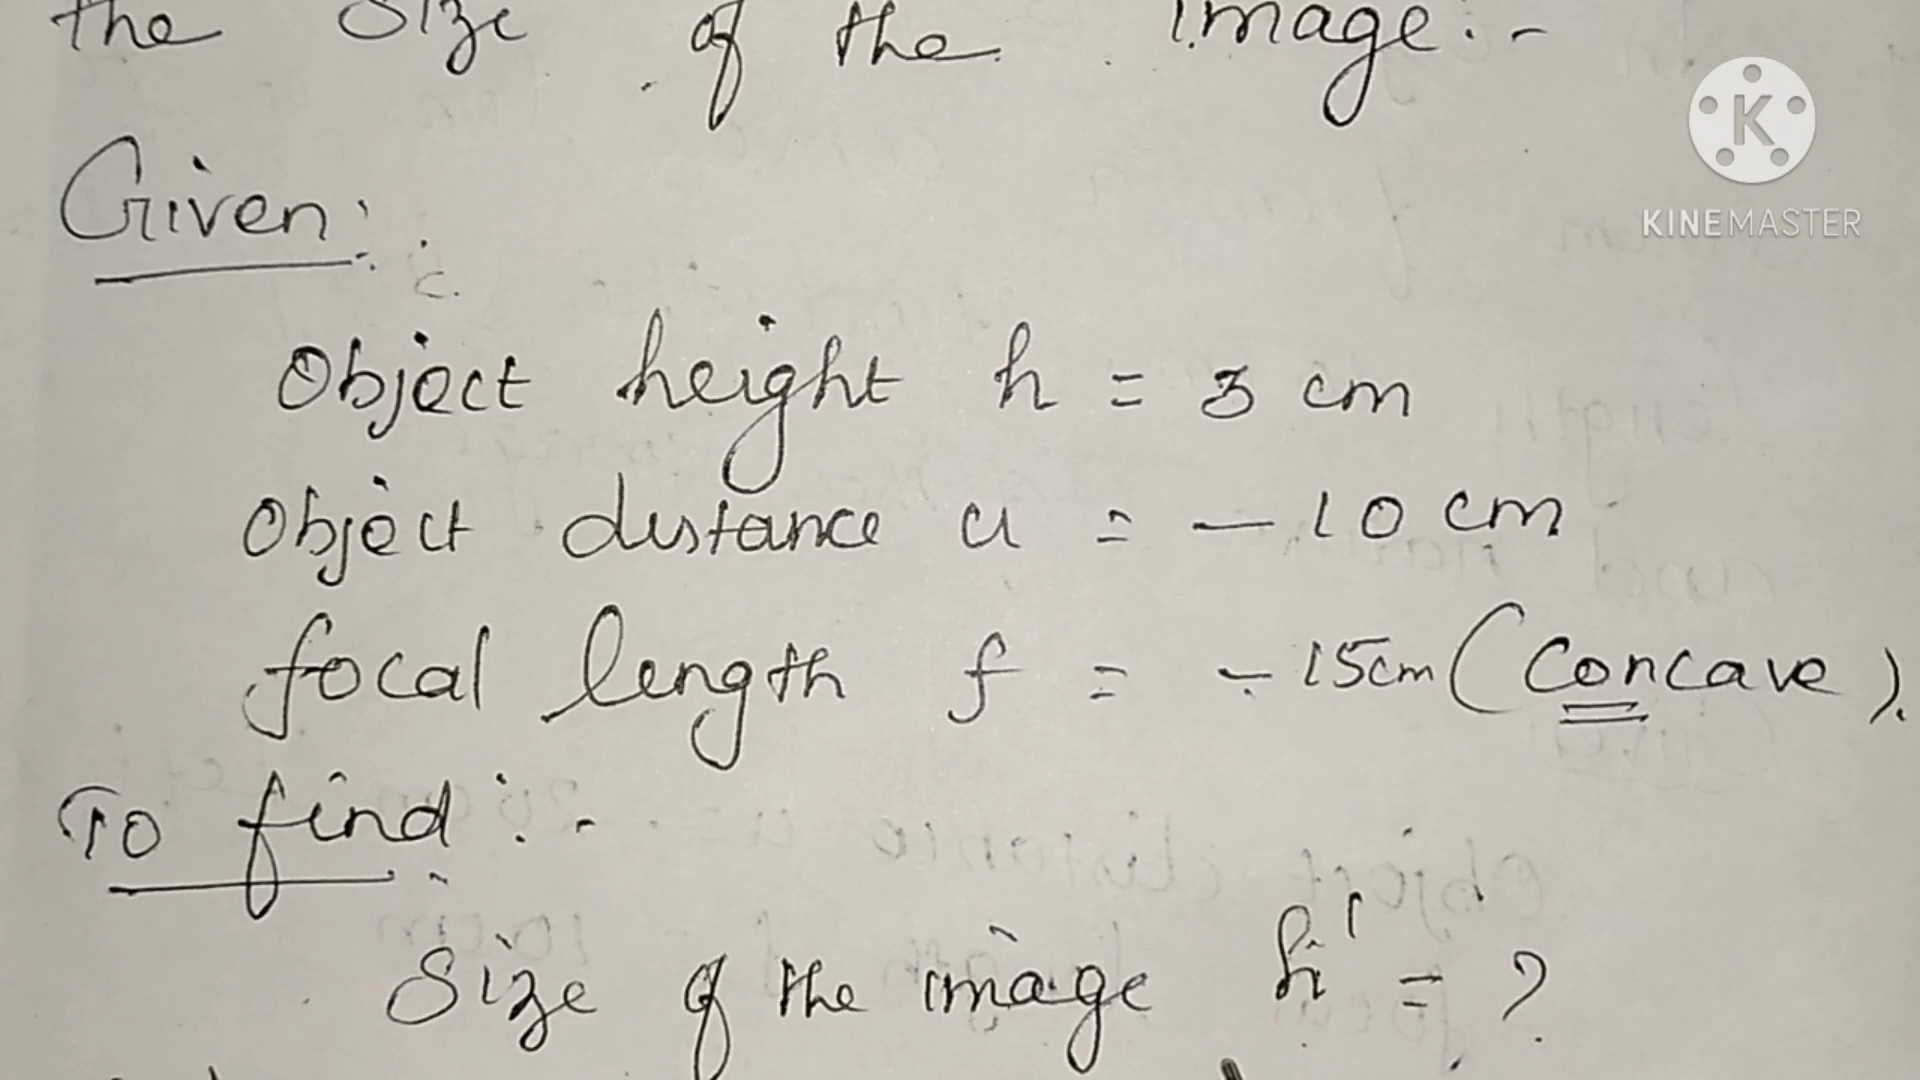 the size of the image:-
Given:
Object height h = 3 cm
Object distance u = -10 cm
focal length f = -15cm (Concave).
To find:-
Size of the image h' = ?
K
KINEMASTER